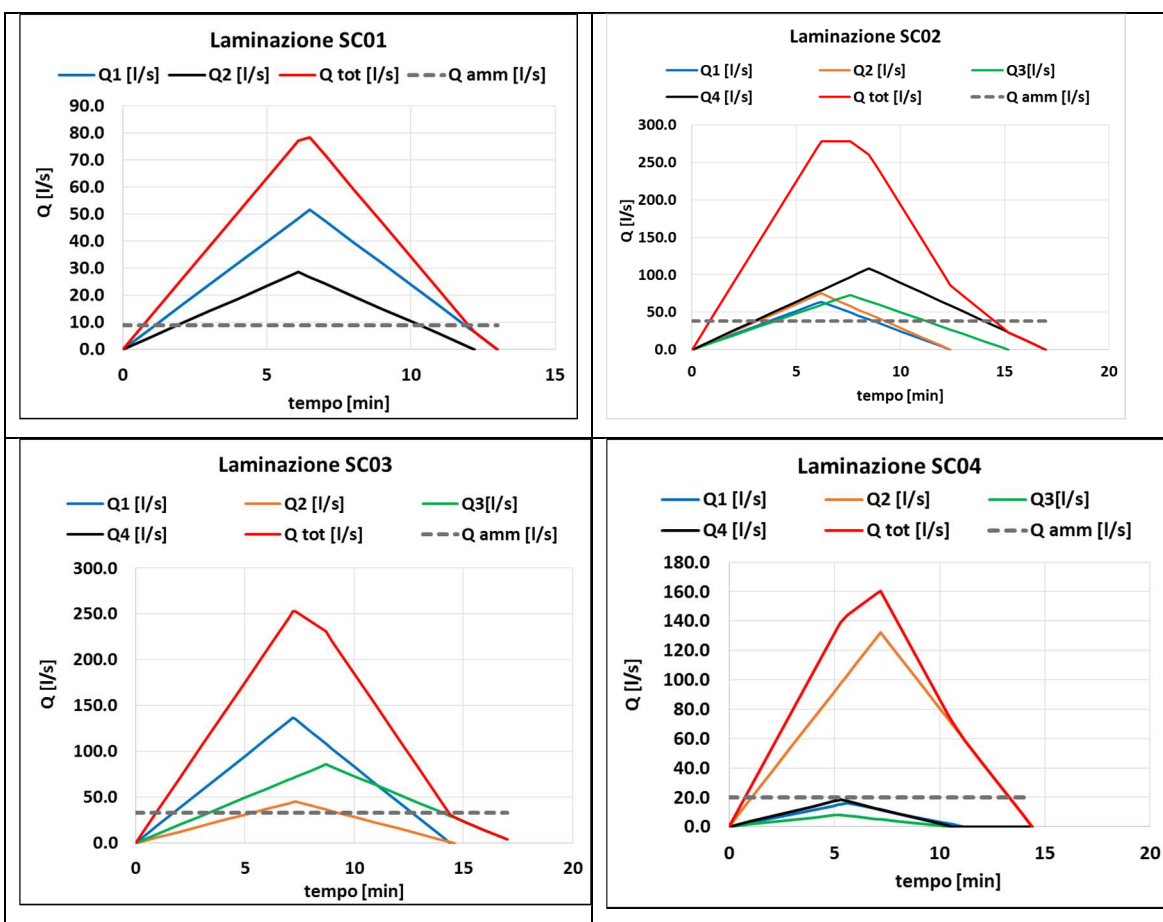 Laminazione SC01
Q1 [l/s] Q2 [l/s] Q tot [l/s] Q amm [l/s]
90.0
80.0
70.0
60.0
50.0
40.0
30.0
20.0
10.0
0.0
Q [l/s]
0 5 10 15
tempo [min]
Laminazione SC02
Q1 [l/s] Q2 [l/s] Q3[l/s]
Q4 [l/s] Q tot [l/s] Q amm [l/s]
300.0
250.0
200.0
150.0
100.0
50.0
0.0
Q [l/s]
0 5 10 15 20
tempo [min]
Laminazione SC03
Q1 [l/s] Q2 [l/s] Q3[l/s]
Q4 [l/s] Q tot [l/s] Q amm [l/s]
300.0
250.0
200.0
150.0
100.0
50.0
0.0
Q [l/s]
0 5 10 15 20
tempo [min]
Laminazione SC04
Q1 [l/s] Q2 [l/s] Q3[l/s]
Q4 [l/s] Q tot [l/s] Q amm [l/s]
180.0
160.0
140.0
120.0
100.0
80.0
60.0
40.0
20.0
0.0
Q [l/s]
0 5 10 15 20
tempo [min]